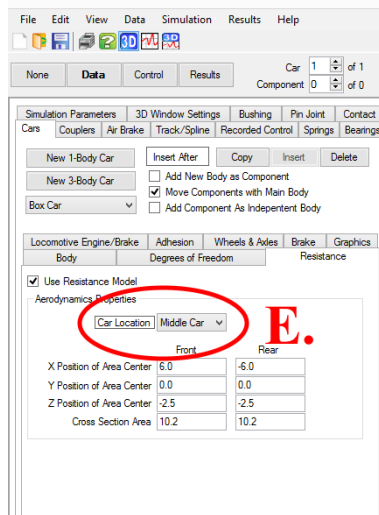 File Edit View Data Simulation Results Help
3D 3D
None Data Control Results
Car 1 of 1
Component 0 of 0
Simulation Parameters 3D Window Settings Bushing Pin Joint Contact
Cars Couplers Air Brake Track/Spline Recorded Control Springs Bearings
New 1-Body Car Insert After Copy Insert Delete
New 3-Body Car
Add New Body as Component
Move Components with Main Body
Box Car
Add Component As Indepentent Body
Locomotive Engine/Brake Adhesion Wheels & Axles Brake Graphics
Body Degrees of Freedom Resistance
Use Resistance Model
Aerodynamics Properties
Car Location Middle Car E.
Front Rear
X Position of Area Center 6.0 -6.0
Y Position of Area Center 0.0 0.0
Z Position of Area Center -2.5 -2.5
Cross Section Area 10.2 10.2